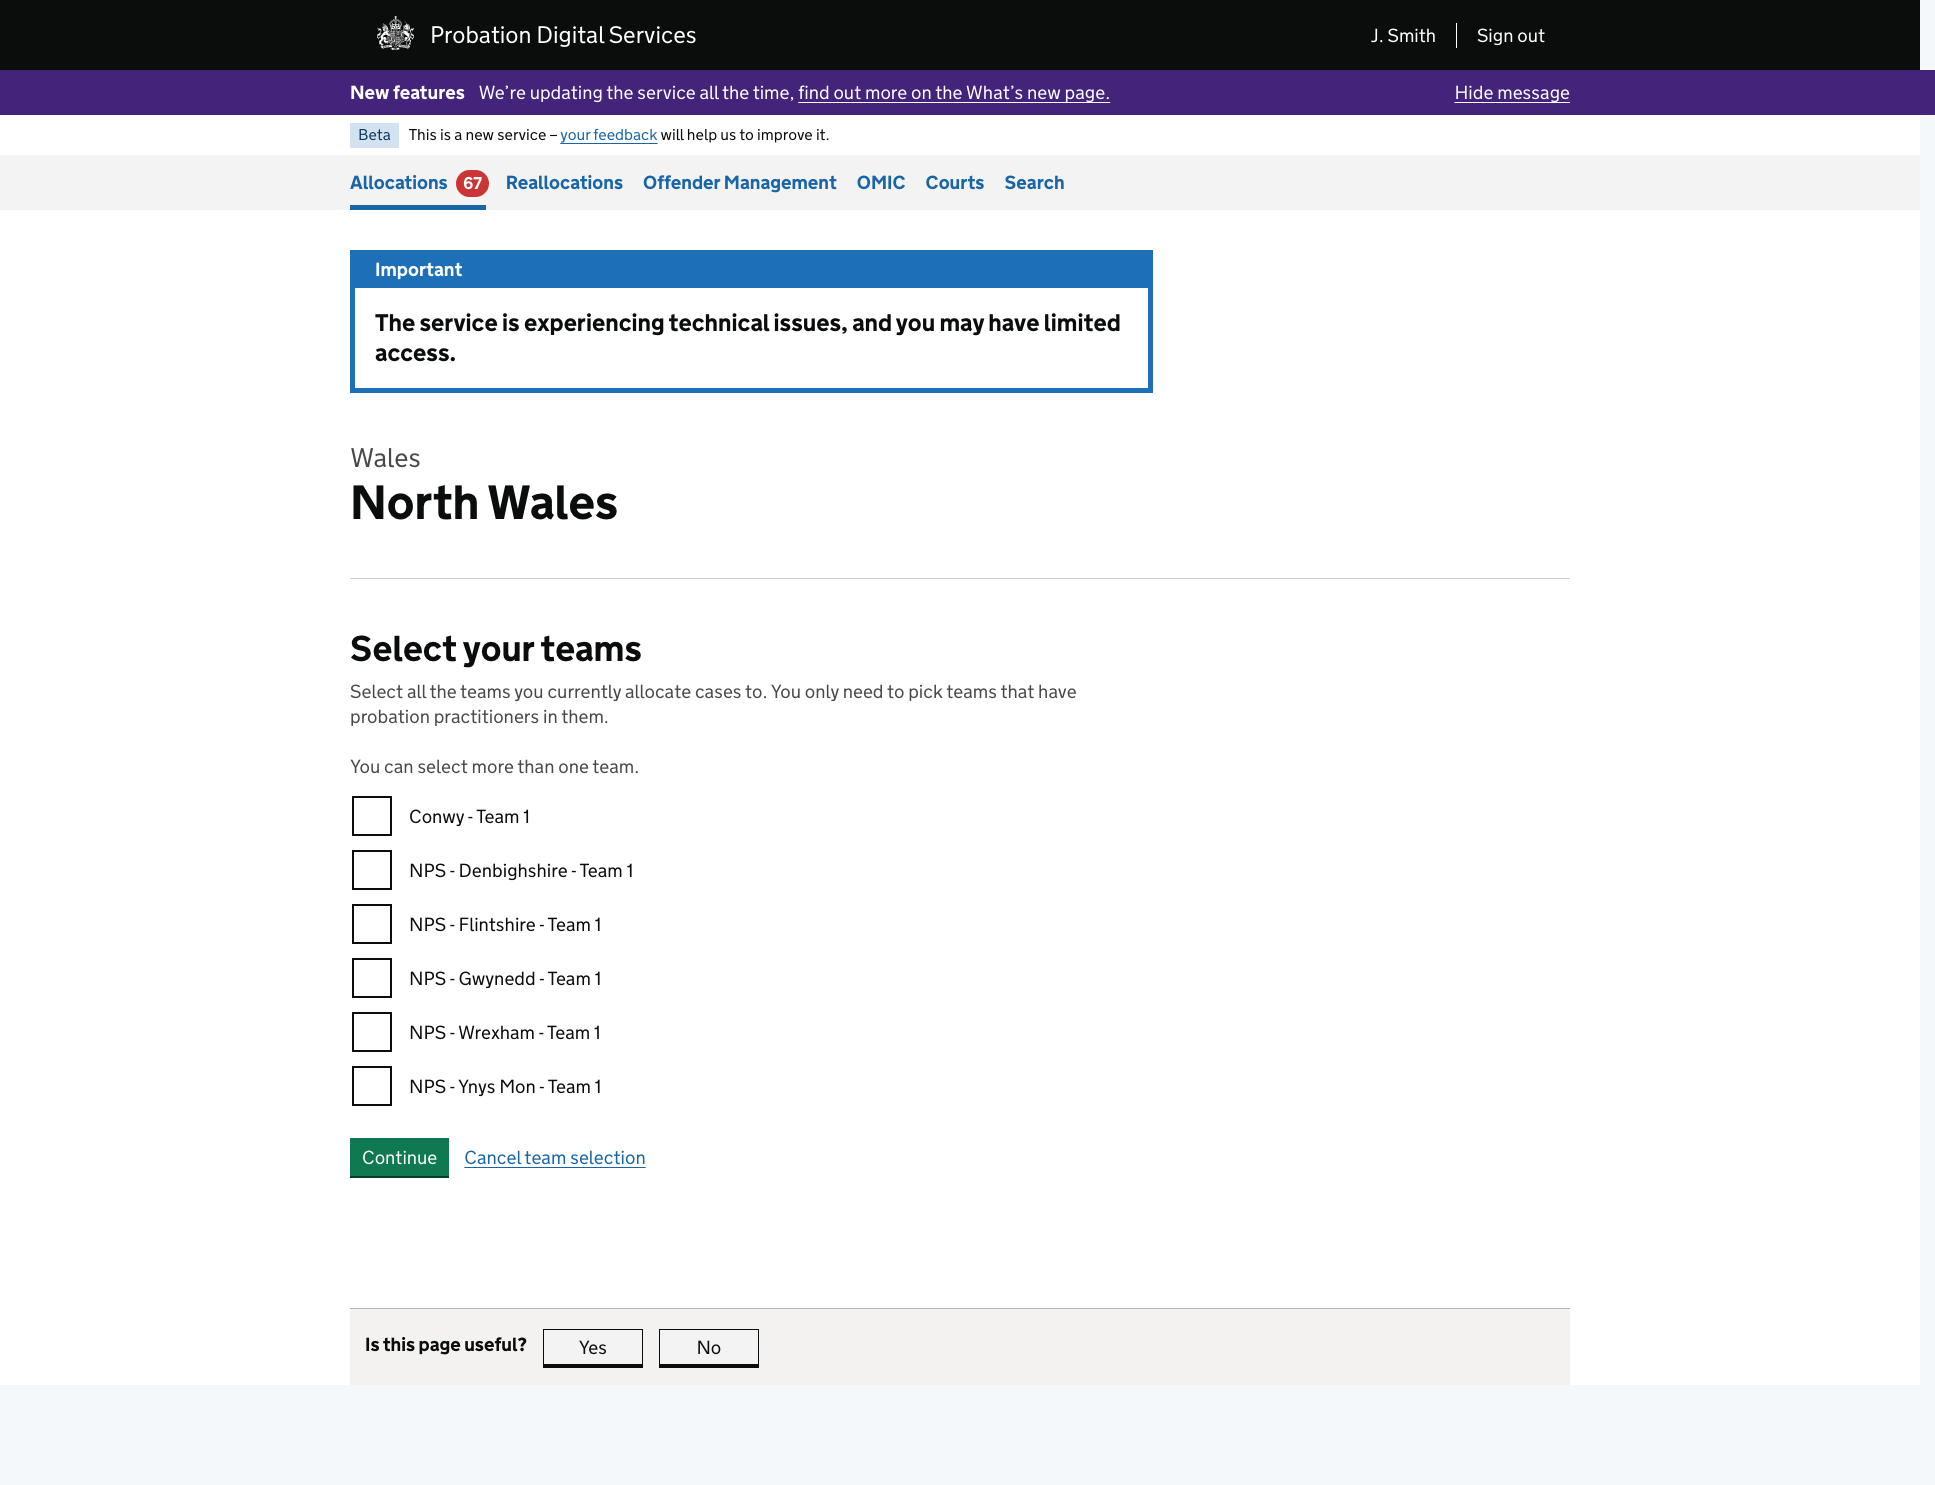 Probation Digital Services
J. Smith
Sign out
New features We’re updating the service all the time, find out more on the What’s new page.
Hide message
Beta This is a new service – your feedback will help us to improve it.
Allocations 67 Reallocations Offender Management OMIC Courts Search
Important
The service is experiencing technical issues, and you may have limited
access.
Wales
North Wales
Select your teams
Select all the teams you currently allocate cases to. You only need to pick teams that have
probation practitioners in them.
You can select more than one team.
Conwy - Team 1
NPS - Denbighshire - Team 1
NPS - Flintshire - Team 1
NPS - Gwynedd - Team 1
NPS - Wrexham - Team 1
NPS - Ynys Mon - Team 1
Continue Cancel team selection
Is this page useful? Yes No